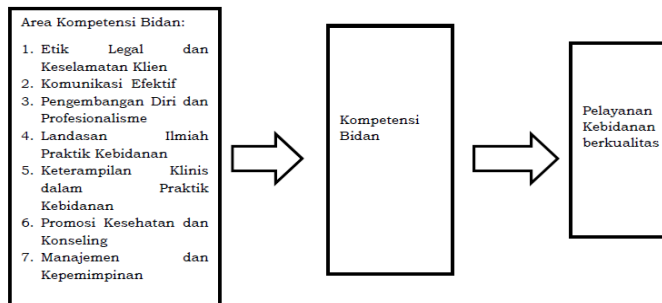 Area Kompetensi Bidan:
1. Etik Legal dan
Keselamatan Klien
2. Komunikasi Efektif
3. Pengembangan Diri dan
Profesionalisme
4. Landasan Ilmiah
Praktik Kebidanan
5. Keterampilan Klinis
dalam Praktik
Kebidanan
6. Promosi Kesehatan dan
Konseling
7. Manajemen dan
Kepemimpinan
Kompetensi
Bidan
Pelayanan
Kebidanan
berkualitas